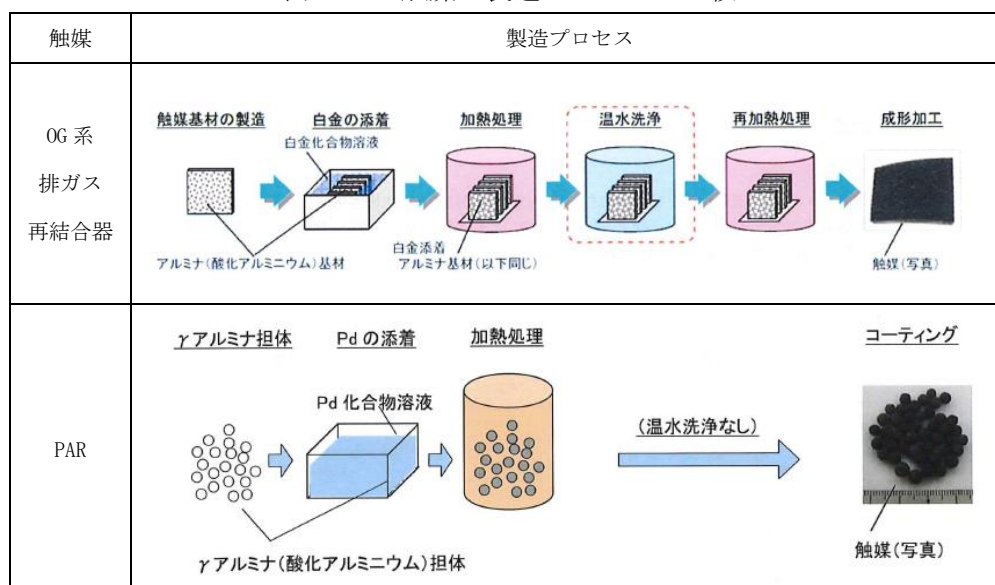 触媒
製造プロセス
OG 系
排ガス
再結合器
触媒基材の製造
白金の添着
加熱処理
温水洗浄
再加熱処理
成形加工
白金化合物溶液
白金添着
アルミナ(酸化アルミニウム)基材
アルミナ基材(以下同じ)
触媒(写真)
PAR
γアルミナ担体
Pdの添着
加熱処理
コーティング
Pd 化合物溶液
(温水洗浄なし)
γアルミナ(酸化アルミニウム)担体
触媒(写真)